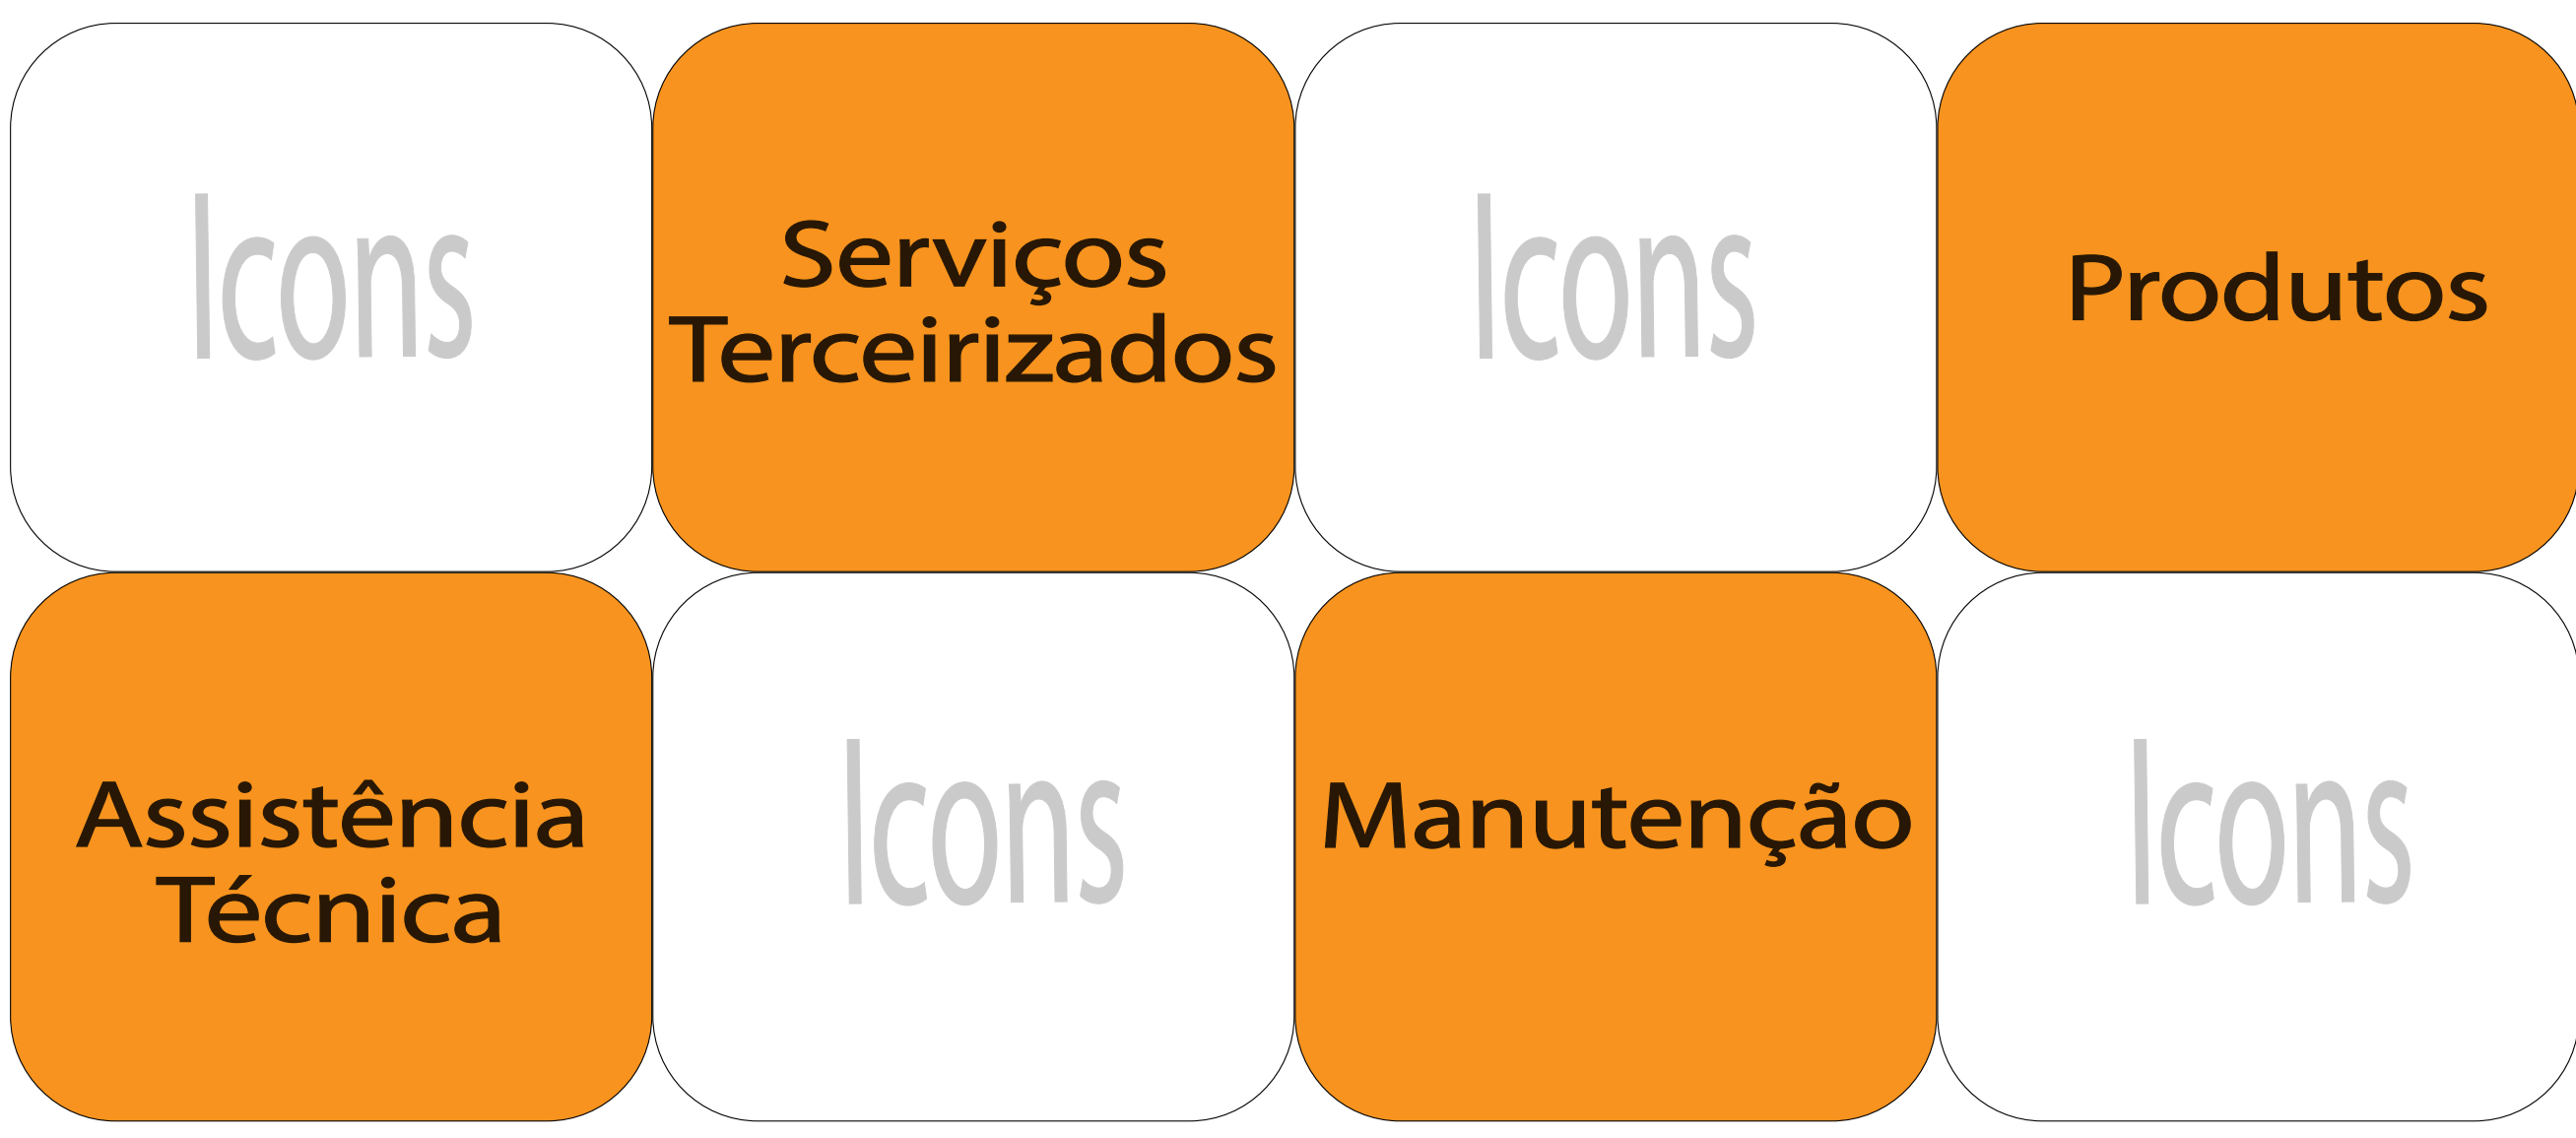 Icons
Serviços
Terceirizados
Icons
Produtos
Assistência
Técnica
Icons
Manutenção
Icons